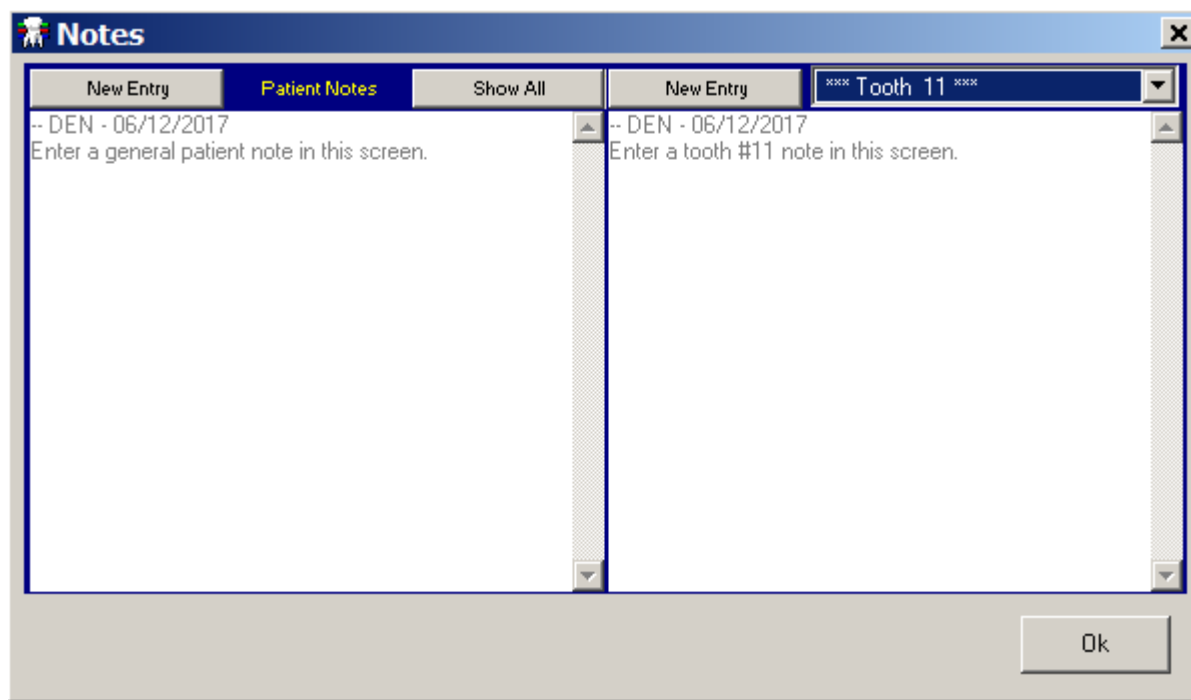 Notes
New Entry
Patient Notes
Show All
New Entry
*** Tooth 11 ***
-- DEN - 06/12/2017
Enter a general patient note in this screen.
-- DEN - 06/12/2017
Enter a tooth #11 note in this screen.
Ok